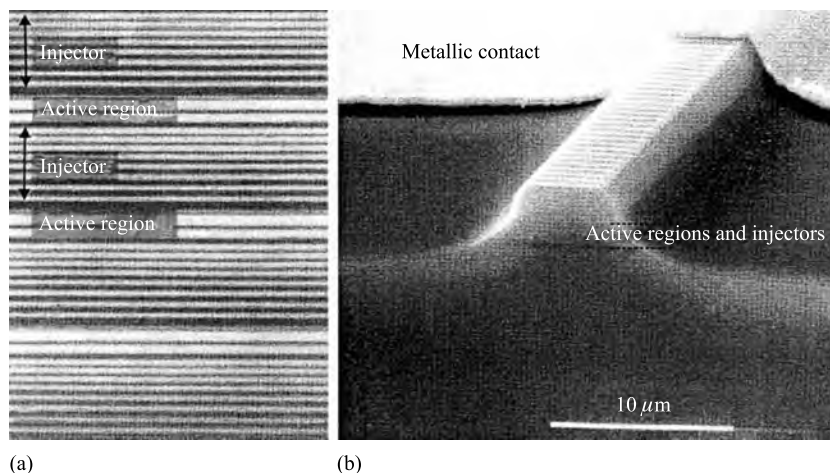 Injector
Active region
Injector
Active region
Metallic contact
Active regions and injectors
10 μm
(a)
(b)